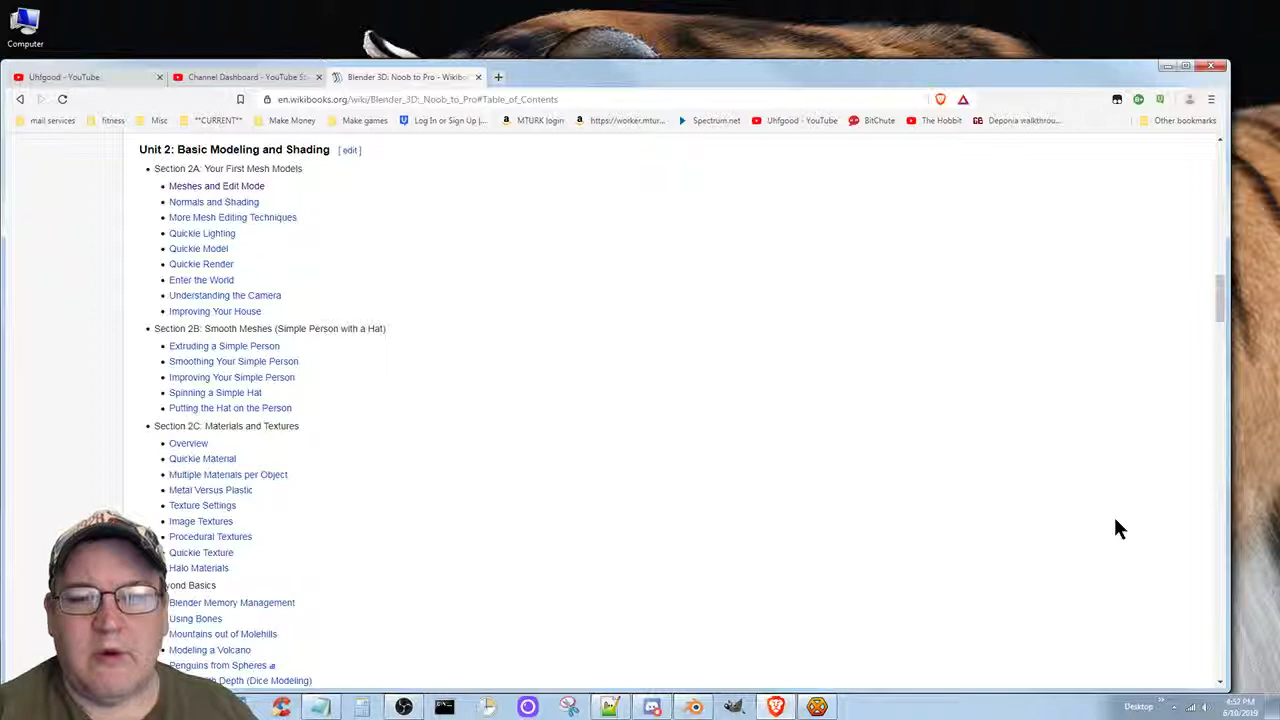 Computer
Uhfgood - YouTube
Channel Dashboard - YouTube St
Blender 3D: Noob to Pro - Wikibo
en.wikibooks.org/wiki/Blender_3D:_Noob_to_Pro#Table_of_Contents
mail services
fitness
Misc
**CURRENT**
Make Money
Make games
Log In or Sign Up |...
MTURK login
https://worker.mtur...
Spectrum.net
Uhfgood - YouTube
BitChute
The Hobbit
Deponia walkthrou...
Other bookmarks
Unit 2: Basic Modeling and Shading [ edit ]
Section 2A: Your First Mesh Models
Meshes and Edit Mode
Normals and Shading
More Mesh Editing Techniques
Quickie Lighting
Quickie Model
Quickie Render
Enter the World
Understanding the Camera
Improving Your House
Section 2B: Smooth Meshes (Simple Person with a Hat)
Extruding a Simple Person
Smoothing Your Simple Person
Improving Your Simple Person
Spinning a Simple Hat
Putting the Hat on the Person
Section 2C: Materials and Textures
Overview
Quickie Material
Multiple Materials per Object
Metal Versus Plastic
Texture Settings
Image Textures
Procedural Textures
Quickie Texture
Halo Materials
yond Basics
Blender Memory Management
Using Bones
Mountains out of Molehills
Modeling a Volcano
Penguins from Spheres
Depth (Dice Modeling)
Desktop
4:52 PM
6/10/2019